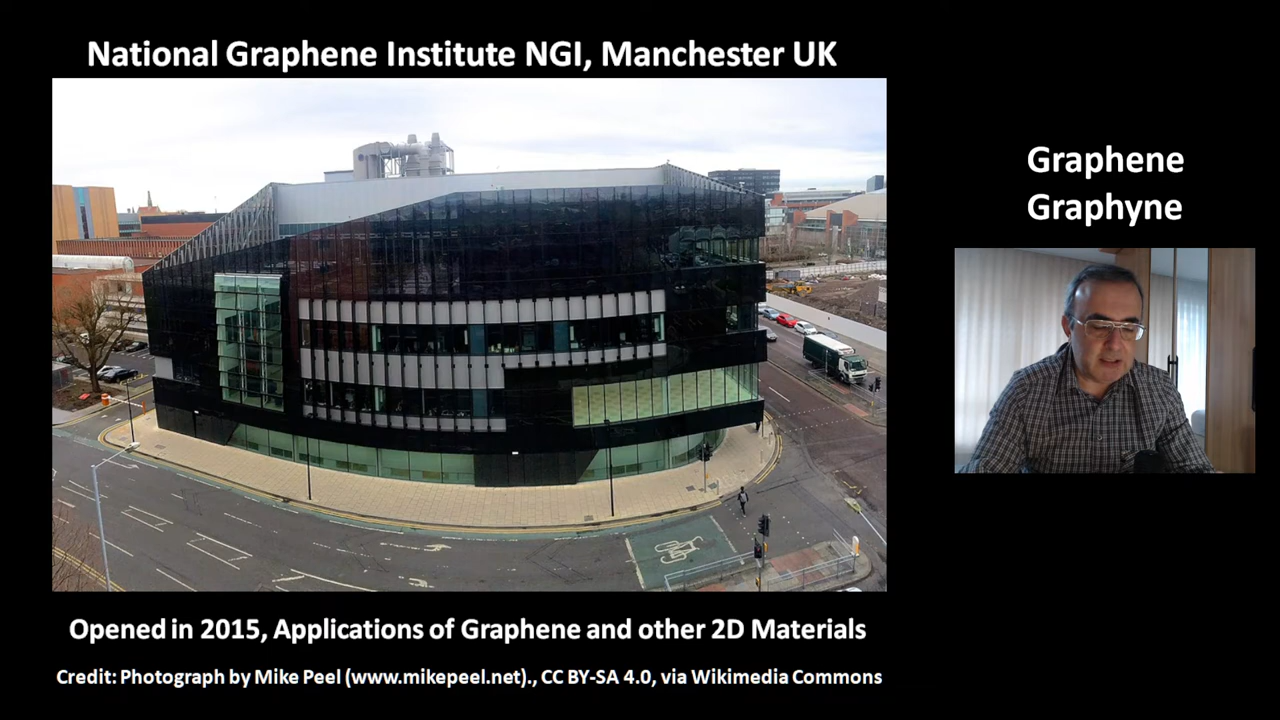 National Graphene Institute NGI, Manchester UK
Graphene
Graphyne
Opened in 2015, Applications of Graphene and other 2D Materials
Credit: Photograph by Mike Peel (www.mikepeel.net)., CC BY-SA 4.0, via Wikimedia Commons